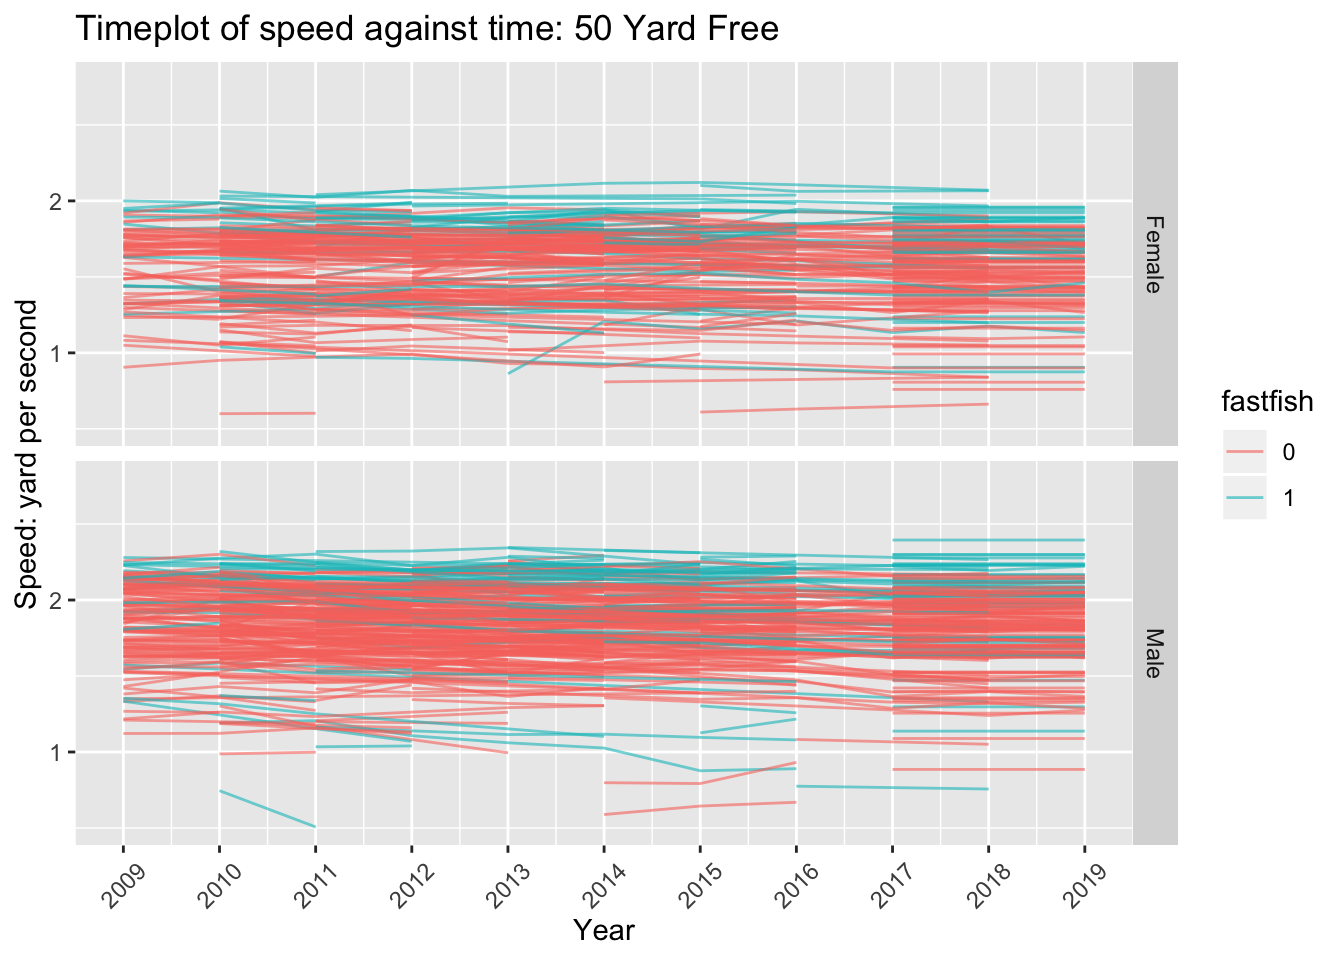 Timeplot of speed against time: 50 Yard Free
Speed: yard per second
2
1
Female
2
1
Male
fastfish
0
1
2009 2010 2011 2012 2013 2014 2015 2016 2017 2018 2019
Year